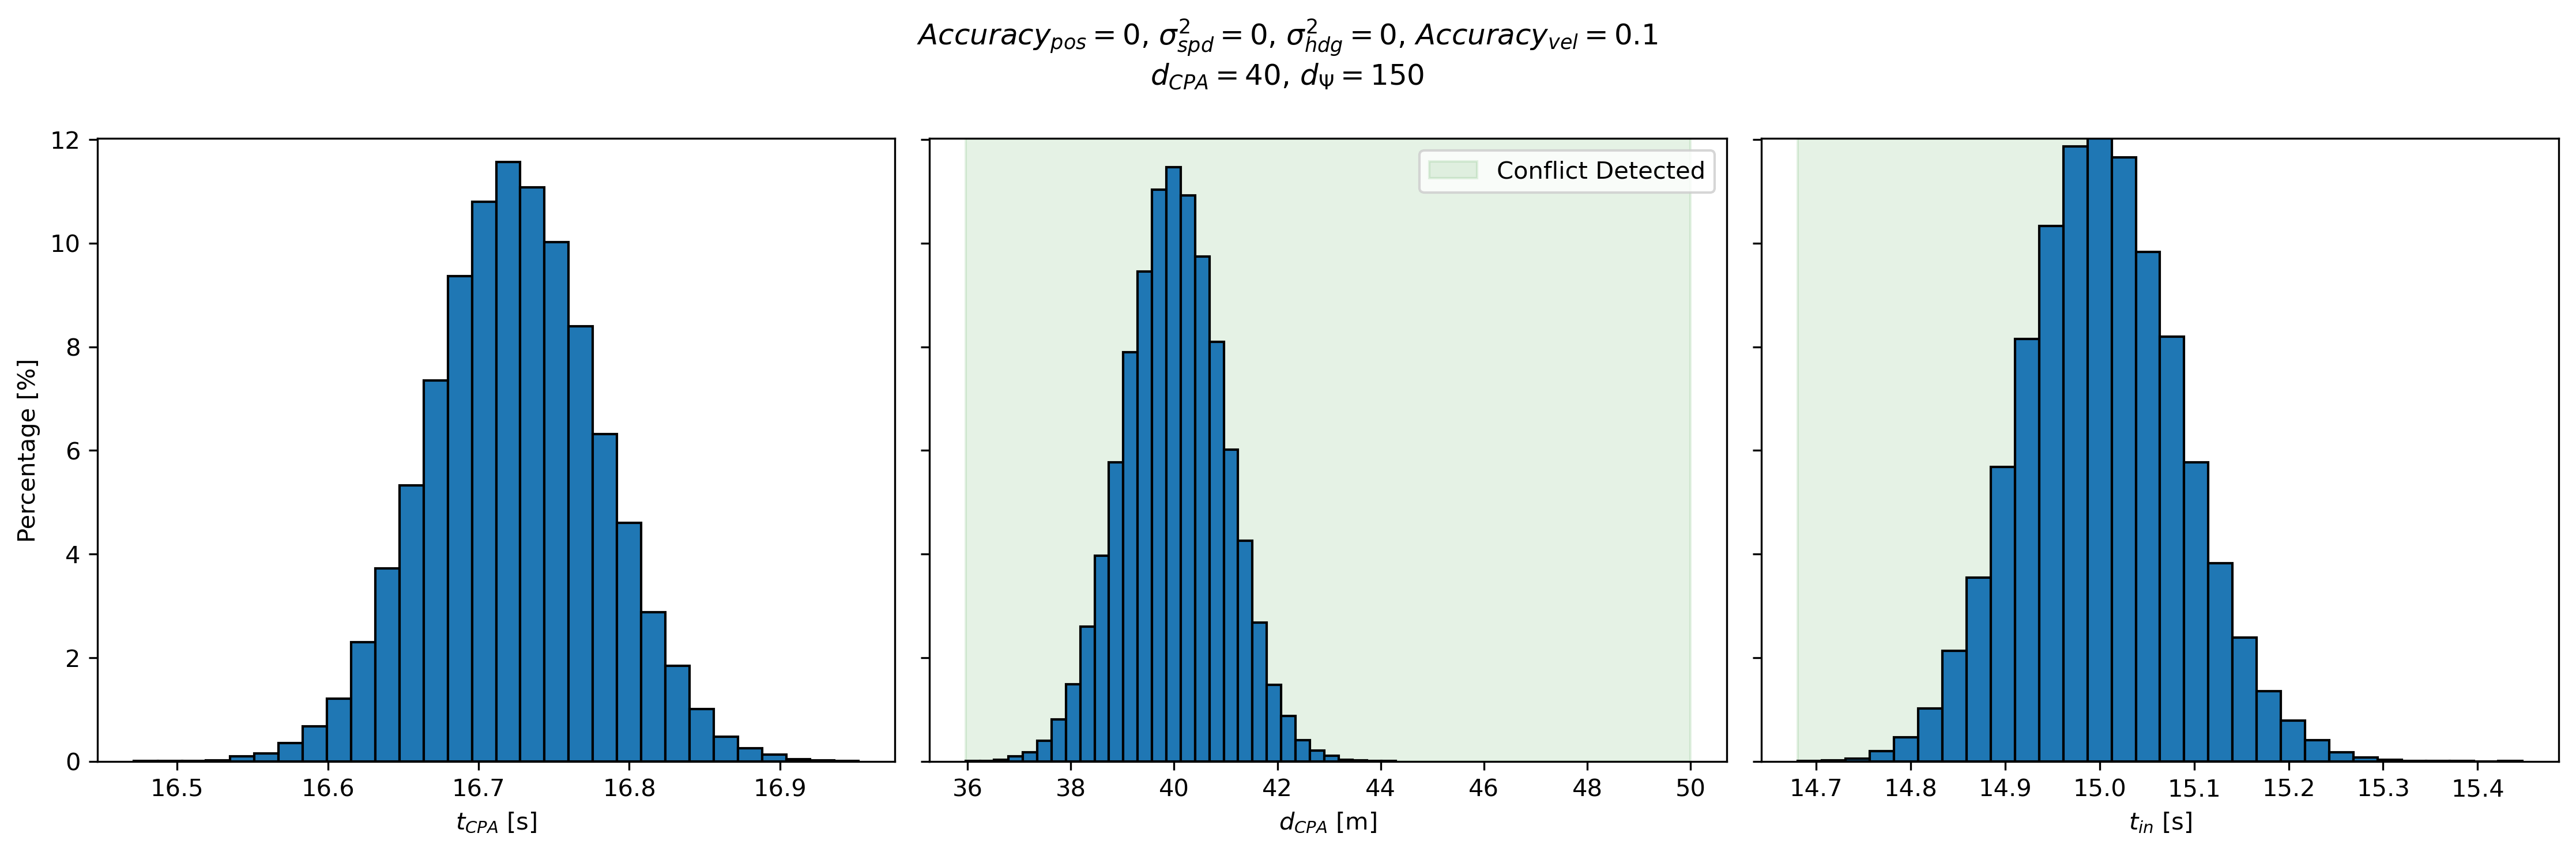 Accuracy_pos = 0, σ²_spd = 0, σ²_hdg = 0, Accuracy_vel = 0.1
d_CPA = 40, d_Ψ = 150
Percentage [%]
12
10
8
6
4
2
0
16.5 16.6 16.7 16.8 16.9
t_CPA [s]
Conflict Detected
36 38 40 42 44 46 48 50
d_CPA [m]
14.7 14.8 14.9 15.0 15.1 15.2 15.3 15.4
t_in [s]